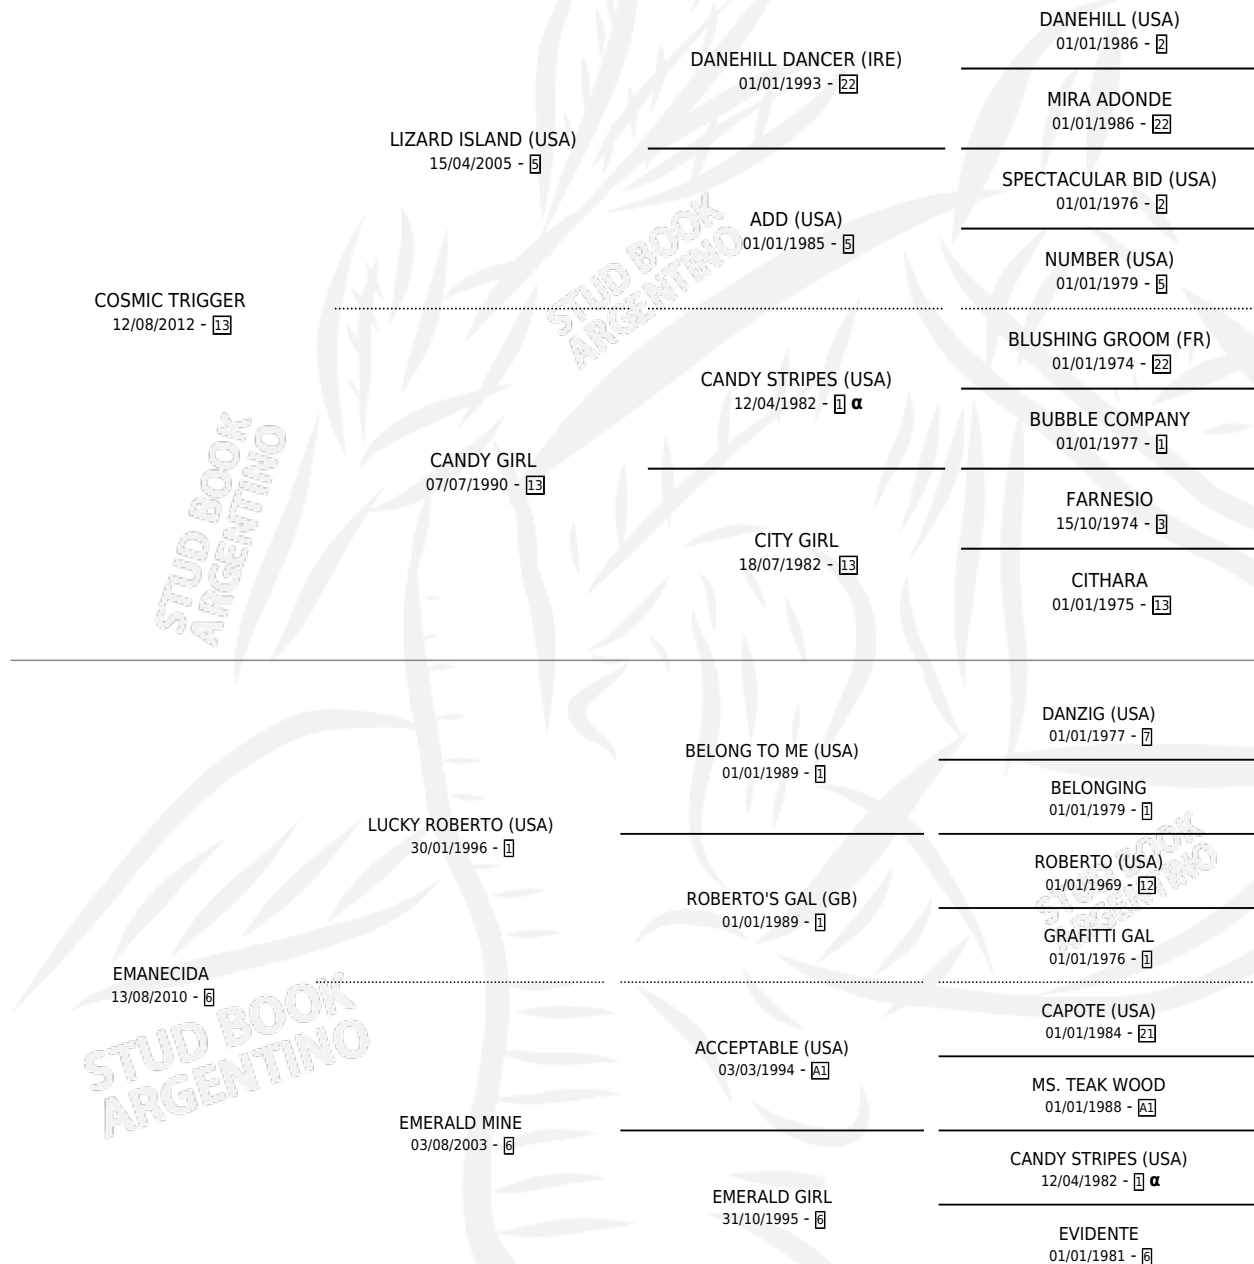 DANEHILL (USA)
01/01/1986 - 2
DANEHILL DANCER (IRE)
01/01/1993 - 22
MIRA ADONDE
01/01/1986 - 22
LIZARD ISLAND (USA)
15/04/2005 - 5
SPECTACULAR BID (USA)
01/01/1976 - 2
ADD (USA)
01/01/1985 - 5
NUMBER (USA)
01/01/1979 - 5
COSMIC TRIGGER
12/08/2012 - 13
BLUSHING GROOM (FR)
01/01/1974 - 22
CANDY STRIPES (USA)
12/04/1982 - 1 α
BUBBLE COMPANY
01/01/1977 - 1
CANDY GIRL
07/07/1990 - 13
FARNESIO
15/10/1974 - 3
CITY GIRL
18/07/1982 - 13
CITHARA
01/01/1975 - 13
DANZIG (USA)
01/01/1977 - 7
BELONG TO ME (USA)
01/01/1989 - 1
BELONGING
01/01/1979 - 1
LUCKY ROBERTO (USA)
30/01/1996 - 1
ROBERTO (USA)
01/01/1969 - 12
ROBERTO'S GAL (GB)
01/01/1989 - 1
GRAFITTI GAL
01/01/1976 - 1
EMANECIDA
13/08/2010 - 6
CAPOTE (USA)
01/01/1984 - 21
ACCEPTABLE (USA)
03/03/1994 - A1
MS. TEAK WOOD
01/01/1988 - A1
EMERALD MINE
03/08/2003 - 6
CANDY STRIPES (USA)
12/04/1982 - 1 α
EMERALD GIRL
31/10/1995 - 6
EVIDENTE
01/01/1981 - 6
STUD BOOK
ARGENTINO
STUD BOOK
ARGENTINO
STUD BOOK
ARGENTINO
STUD BOOK
ARGENTINO